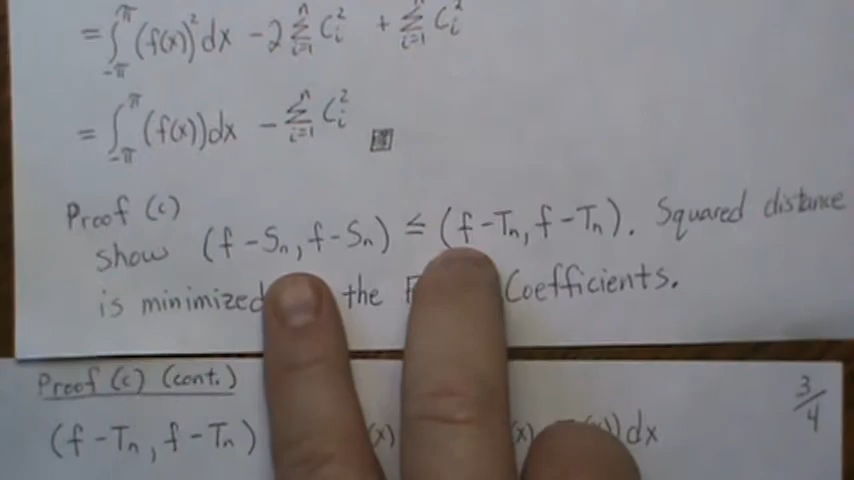 = ∫_{-π}^{π} (f(x))² dx - 2 Σ_{i=1}^{n} C_i² + Σ_{i=1}^{n} C_i²
= ∫_{-π}^{π} (f(x)) dx - Σ_{i=1}^{n} C_i²
Proof (c)
show (f - S_n, f - S_n) ≤ (f - T_n, f - T_n). Squared distance
is minimized the Coefficients.
Proof (c) (cont.)
3/4
(f - T_n, f - T_n) (x) (x) dx